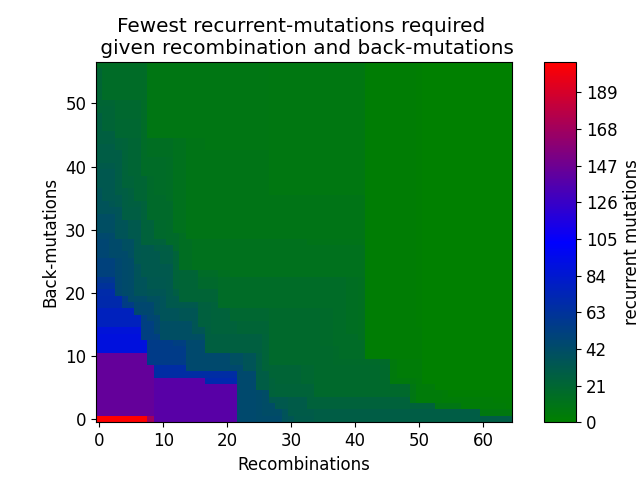 Fewest recurrent-mutations required
given recombination and back-mutations
50
40
30
20
10
0
Back-mutations
0 10 20 30 40 50 60
Recombinations
189
168
147
126
105
84
63
42
21
0
recurrent mutations